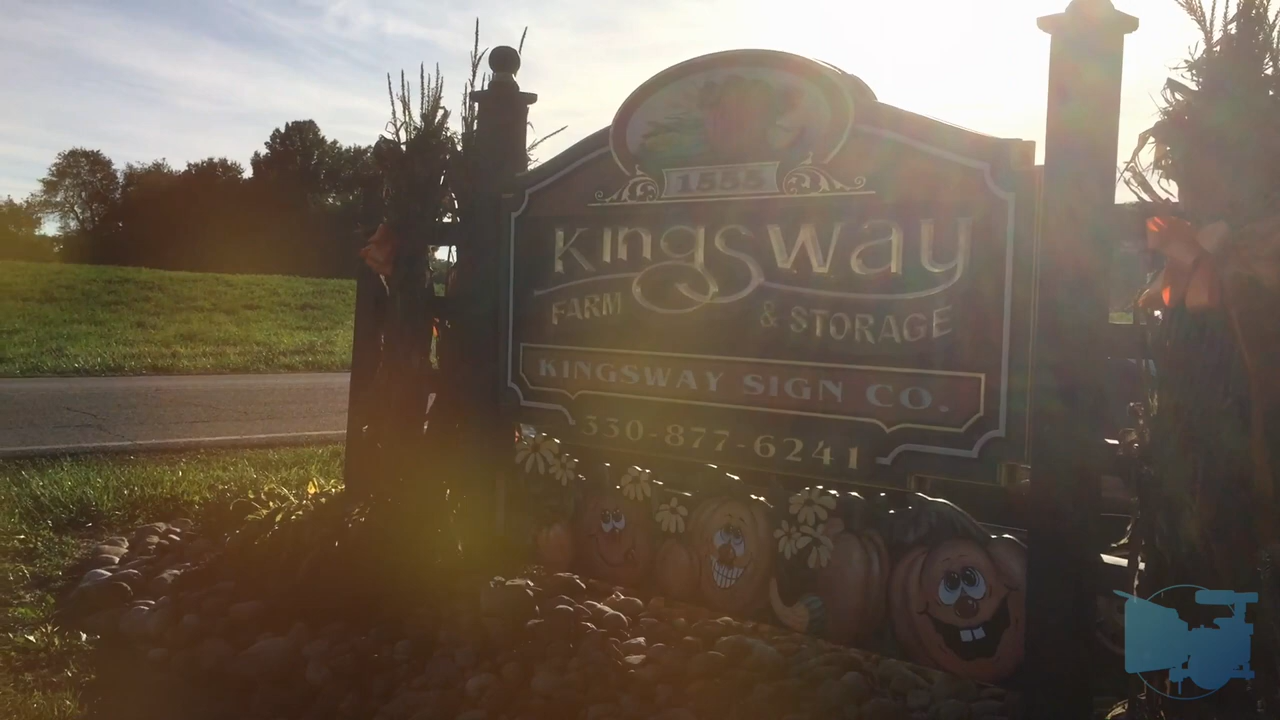 1555
Kingsway
FARM & STORAGE
KINGSWAY SIGN CO.
330-877-6241